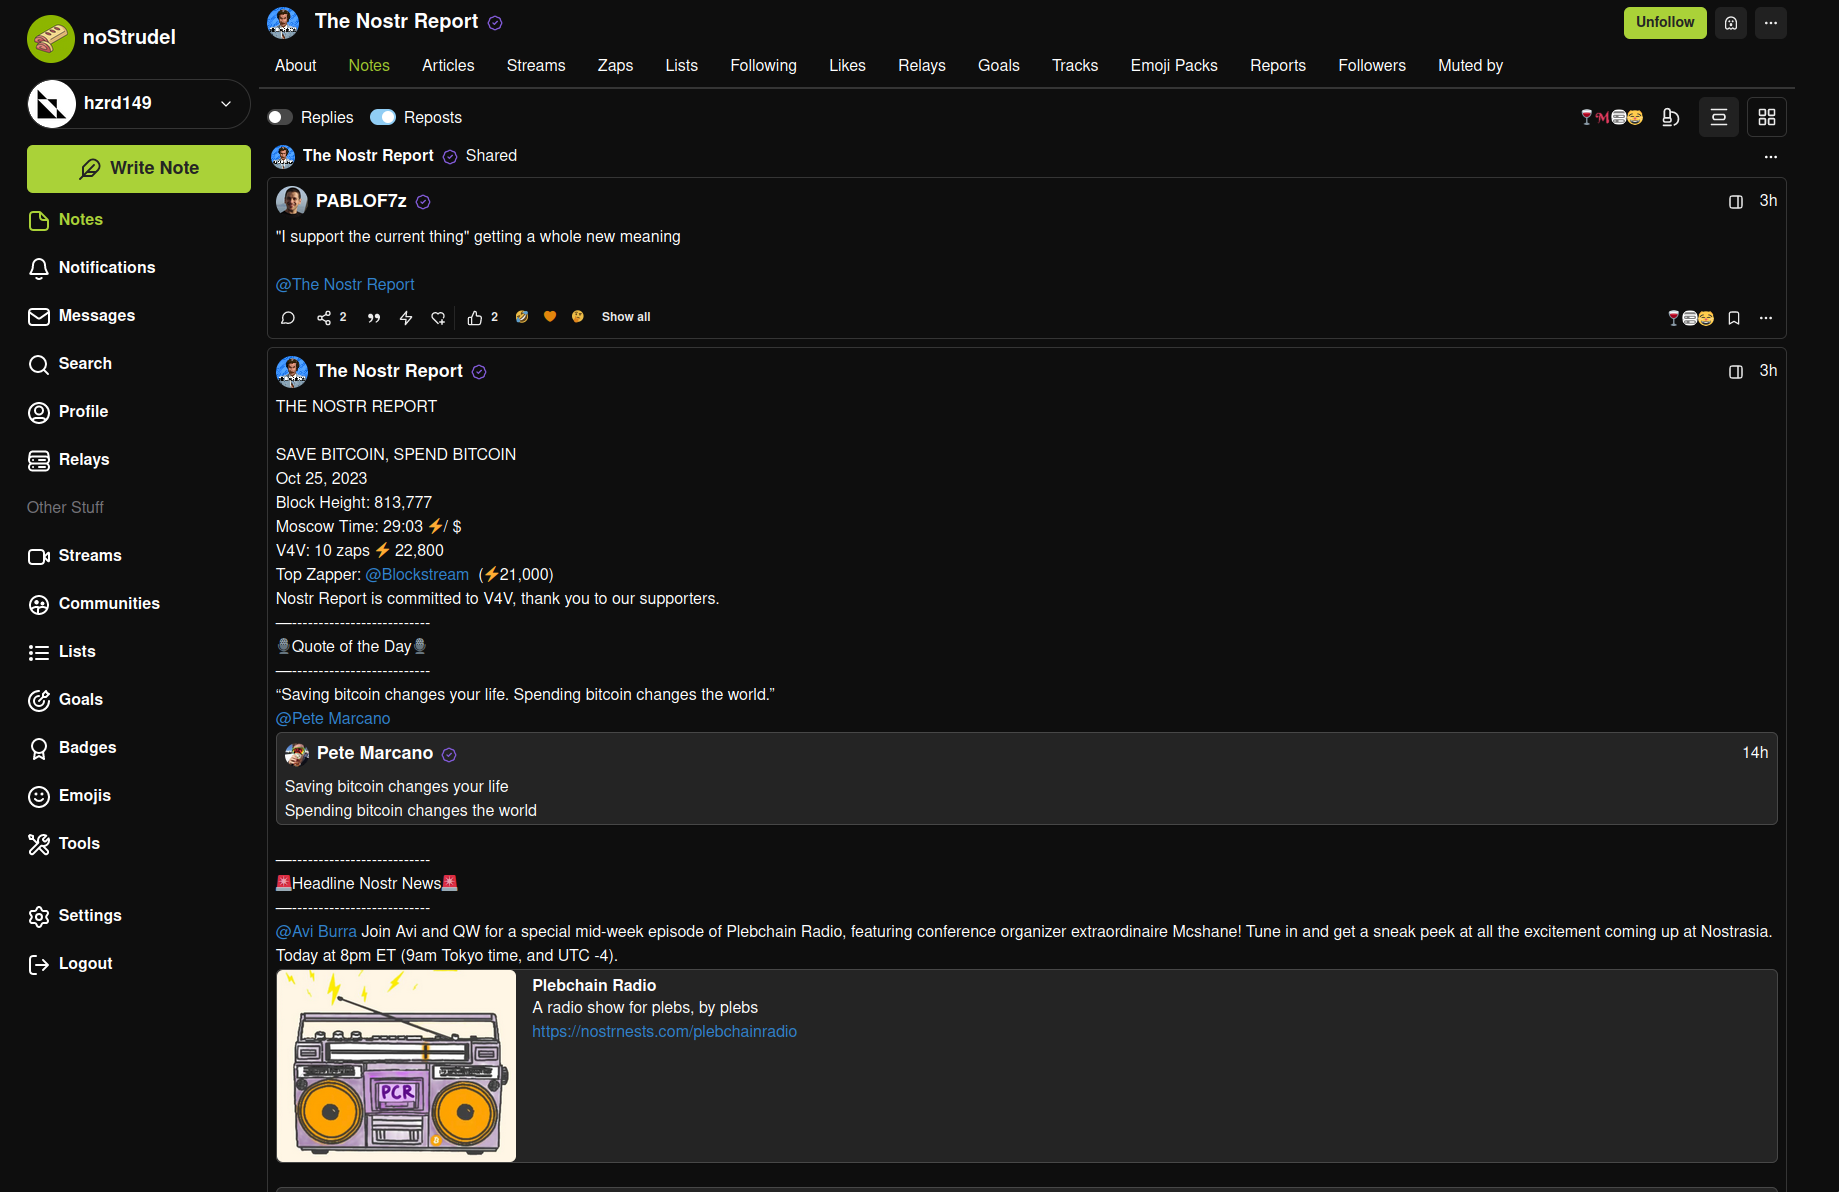 noStrudel
hzrd149
Write Note
Notes
Notifications
Messages
Search
Profile
Relays
Other Stuff
Streams
Communities
Lists
Goals
Badges
Emojis
Tools
Settings
Logout
The Nostr Report
Unfollow
About Notes Articles Streams Zaps Lists Following Likes Relays Goals Tracks Emoji Packs Reports Followers Muted by
Replies Reposts
The Nostr Report Shared
PABLOF7z 3h
"I support the current thing" getting a whole new meaning
@The Nostr Report
2 2 Show all
The Nostr Report 3h
THE NOSTR REPORT
SAVE BITCOIN, SPEND BITCOIN
Oct 25, 2023
Block Height: 813,777
Moscow Time: 29:03 ⚡/ $
V4V: 10 zaps ⚡ 22,800
Top Zapper: @Blockstream (⚡21,000)
Nostr Report is committed to V4V, thank you to our supporters.
—--------------------------
🎙Quote of the Day🎙
—--------------------------
“Saving bitcoin changes your life. Spending bitcoin changes the world.”
@Pete Marcano
Pete Marcano 14h
Saving bitcoin changes your life
Spending bitcoin changes the world
—--------------------------
🚨Headline Nostr News🚨
—--------------------------
@Avi Burra Join Avi and QW for a special mid-week episode of Plebchain Radio, featuring conference organizer extraordinaire Mcshane! Tune in and get a sneak peek at all the excitement coming up at Nostrasia.
Today at 8pm ET (9am Tokyo time, and UTC -4).
PCR
Plebchain Radio
A radio show for plebs, by plebs
https://nostrnests.com/plebchainradio